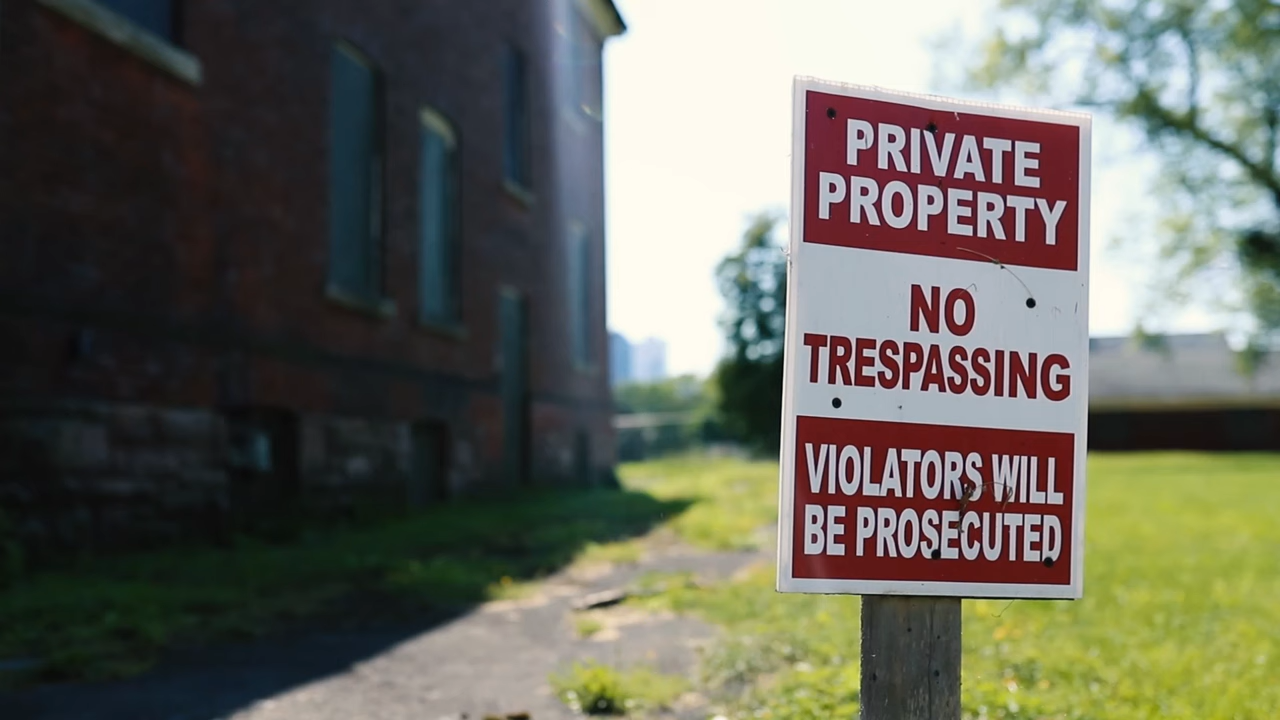 PRIVATE
PROPERTY
NO
TRESPASSING
VIOLATORS WILL
BE PROSECUTED